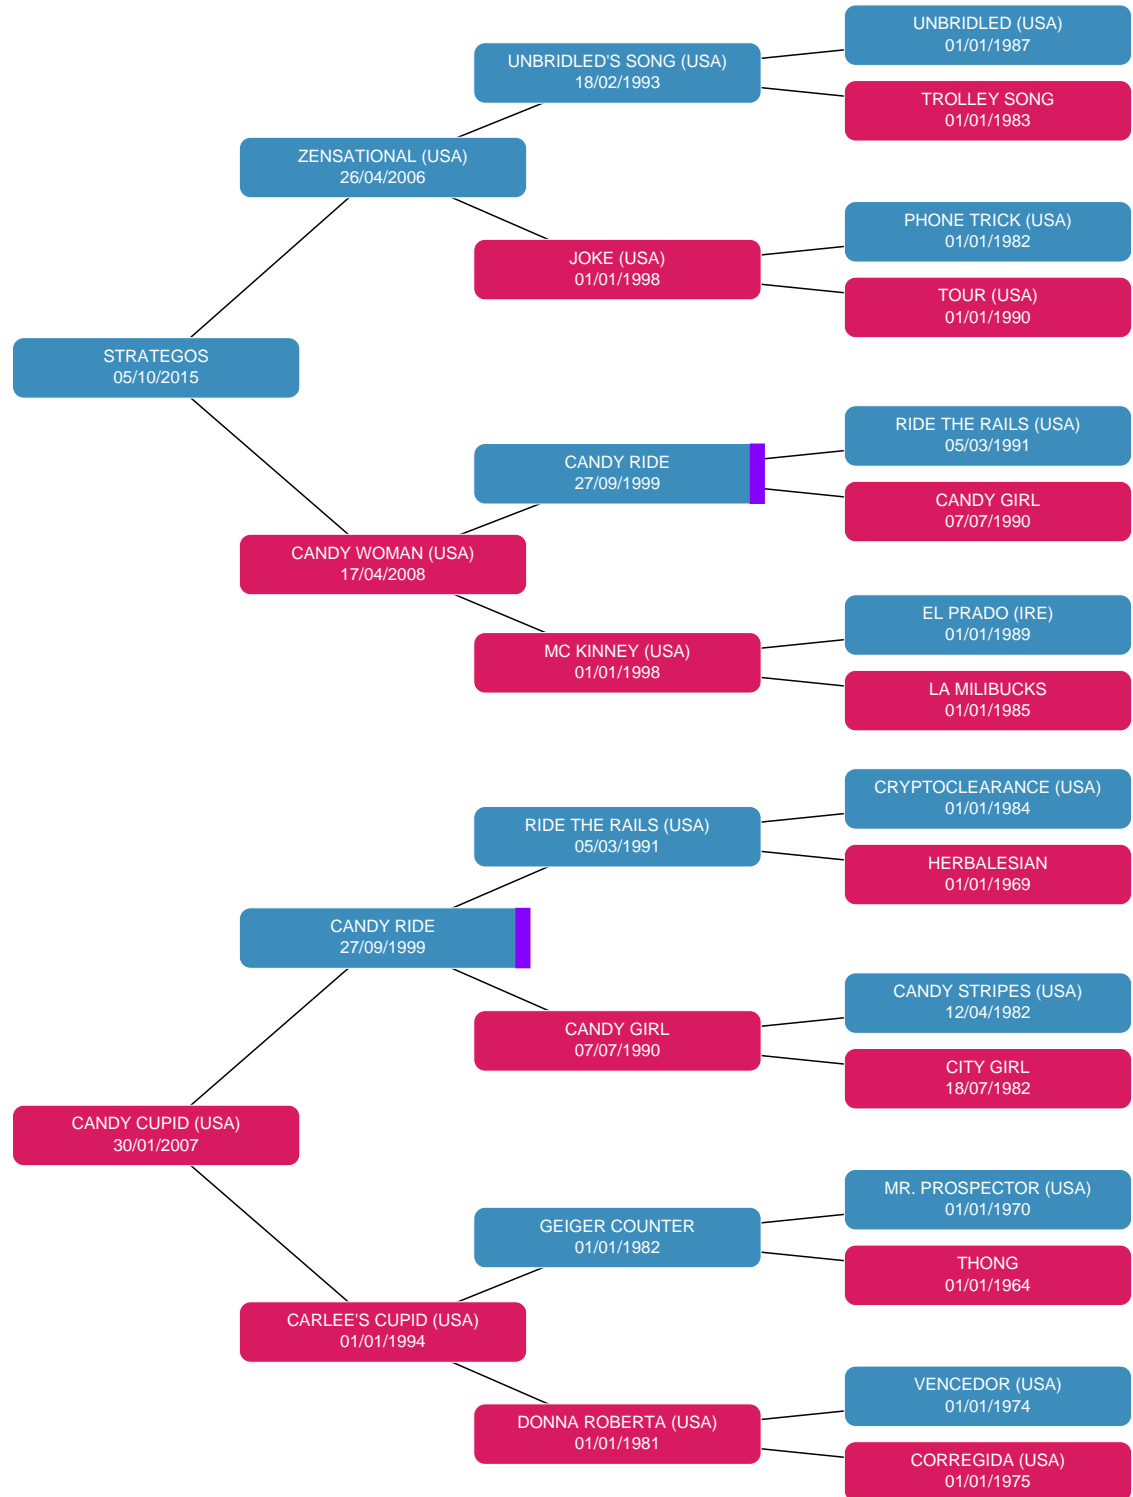 UNBRIDLED (USA)
01/01/1987
UNBRIDLED'S SONG (USA)
18/02/1993
TROLLEY SONG
01/01/1983
ZENSATIONAL (USA)
26/04/2006
PHONE TRICK (USA)
01/01/1982
JOKE (USA)
01/01/1998
TOUR (USA)
01/01/1990
STRATEGOS
05/10/2015
RIDE THE RAILS (USA)
05/03/1991
CANDY RIDE
27/09/1999
CANDY GIRL
07/07/1990
CANDY WOMAN (USA)
17/04/2008
EL PRADO (IRE)
01/01/1989
MC KINNEY (USA)
01/01/1998
LA MILIBUCKS
01/01/1985
CRYPTOCLEARANCE (USA)
01/01/1984
RIDE THE RAILS (USA)
05/03/1991
HERBALESIAN
01/01/1969
CANDY RIDE
27/09/1999
CANDY STRIPES (USA)
12/04/1982
CANDY GIRL
07/07/1990
CITY GIRL
18/07/1982
CANDY CUPID (USA)
30/01/2007
MR. PROSPECTOR (USA)
01/01/1970
GEIGER COUNTER
01/01/1982
THONG
01/01/1964
CARLEE'S CUPID (USA)
01/01/1994
VENCEDOR (USA)
01/01/1974
DONNA ROBERTA (USA)
01/01/1981
CORREGIDA (USA)
01/01/1975